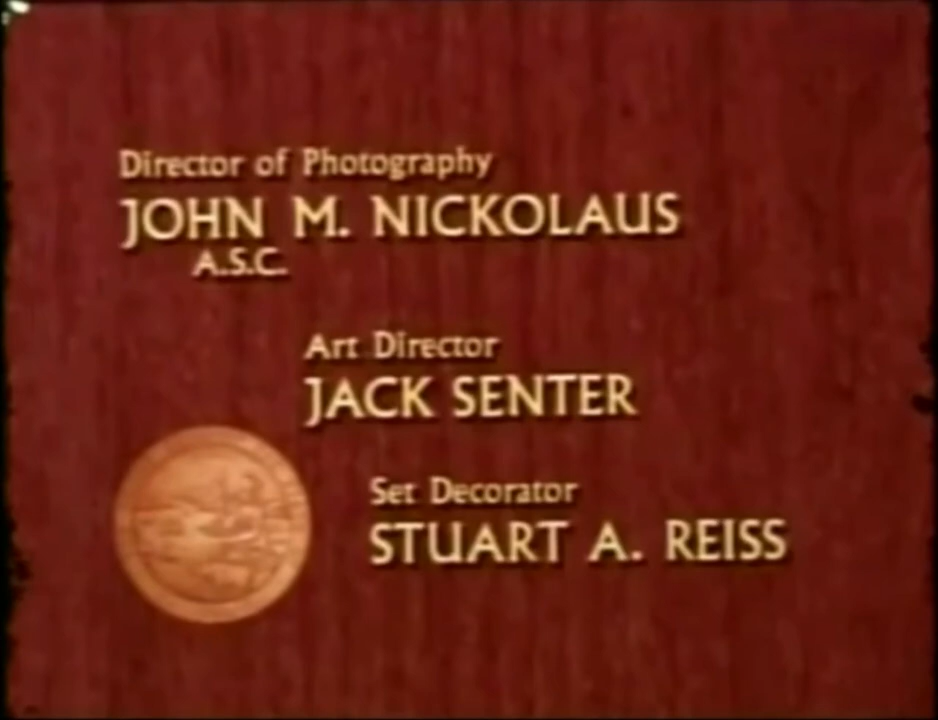 Director of Photography
JOHN M. NICKOLAUS
A.S.C.
Art Director
JACK SENTER
Set Decorator
STUART A. REISS